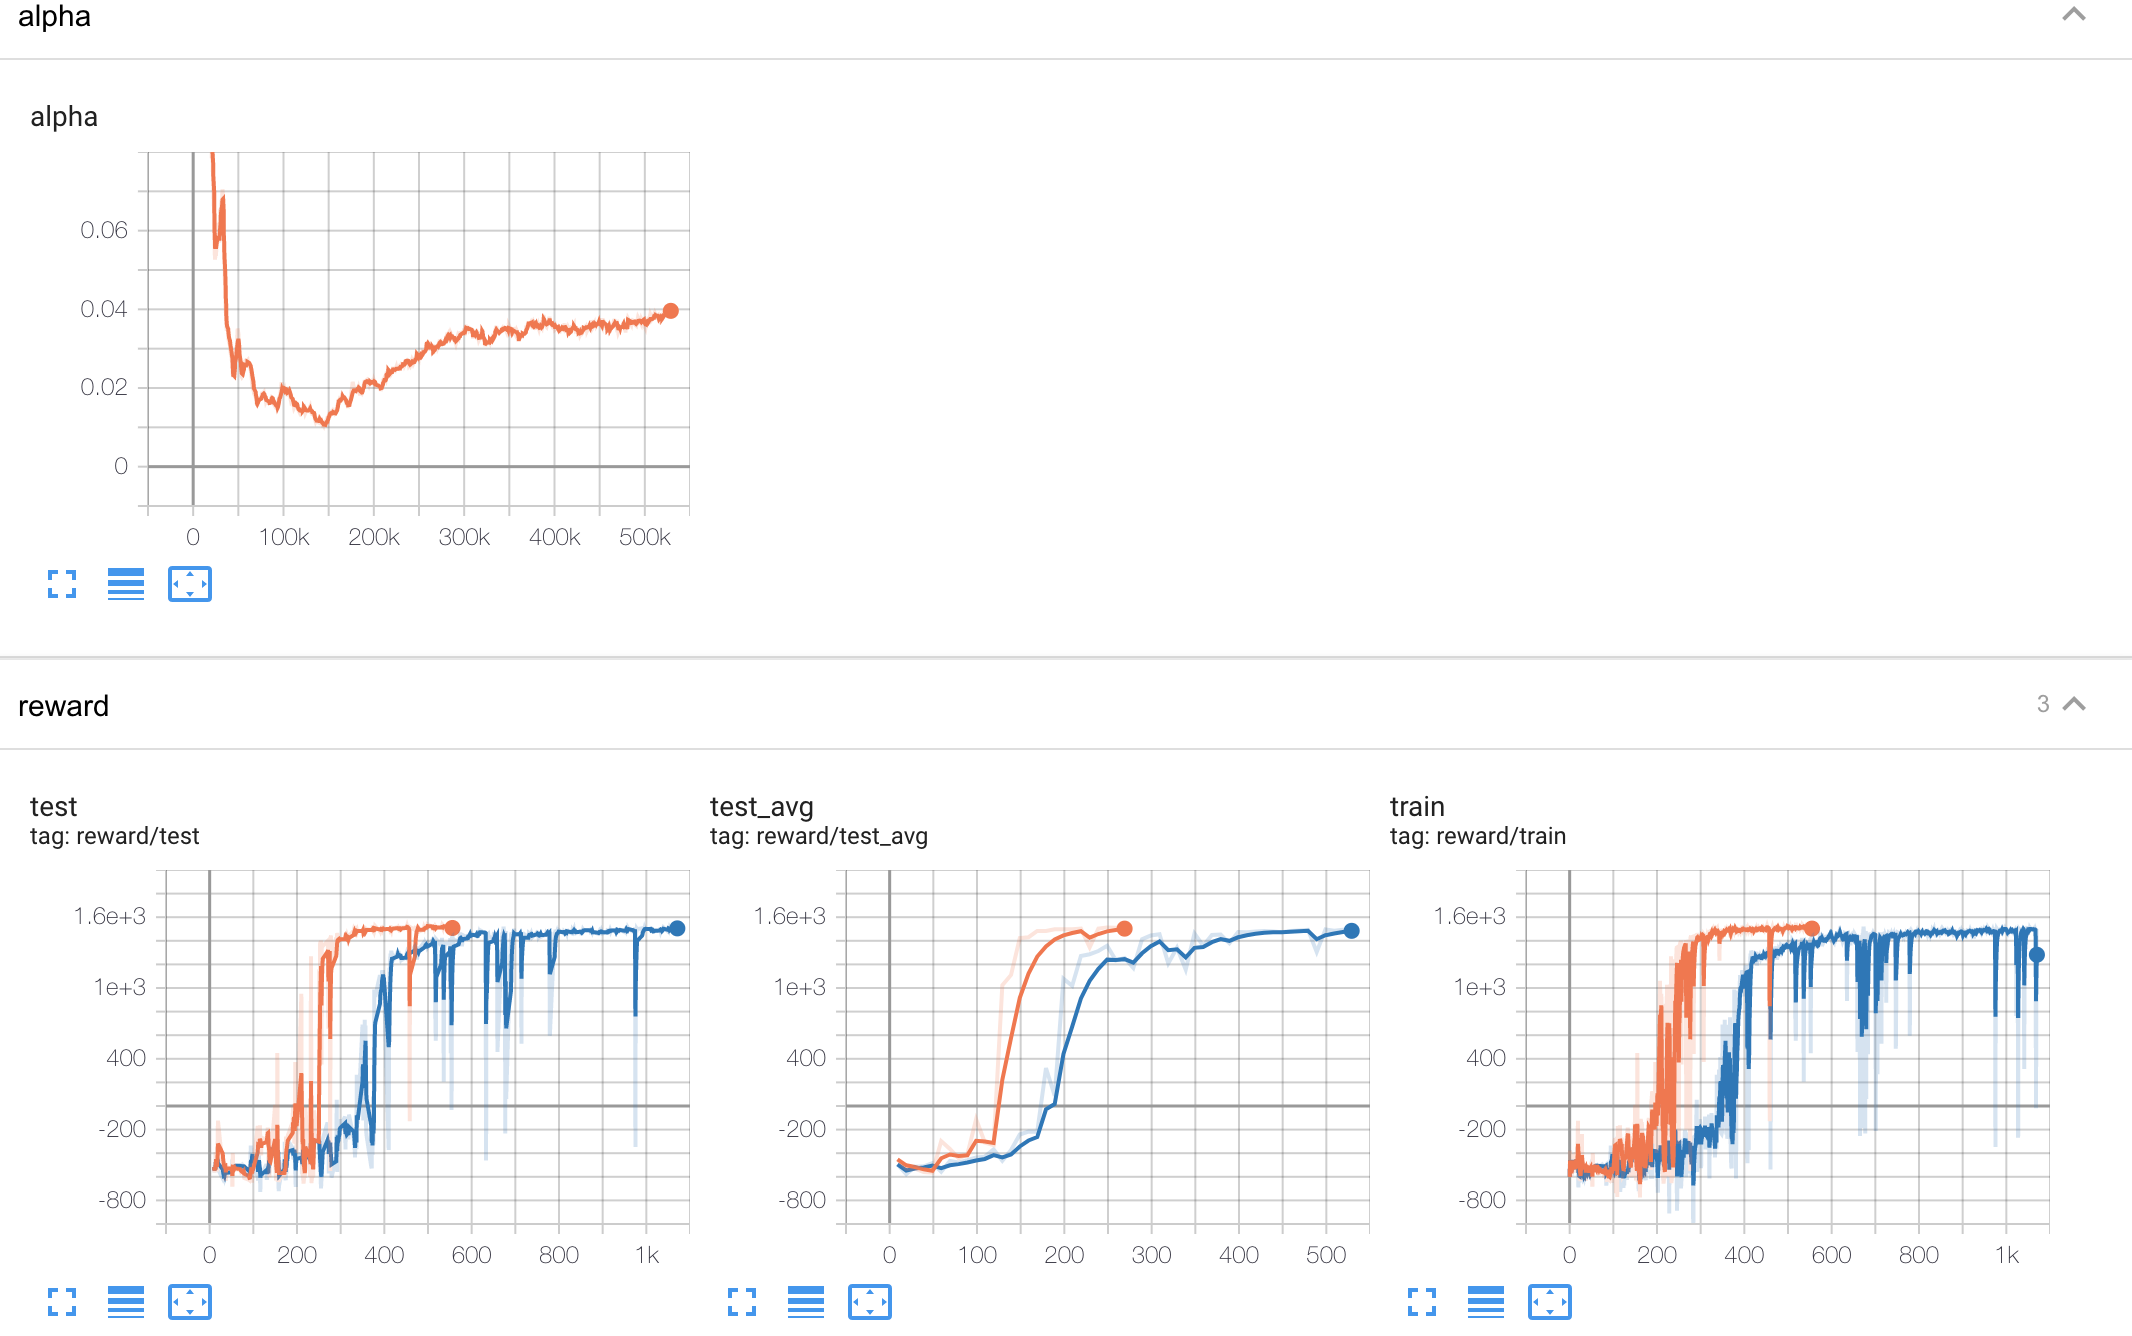 alpha
alpha
0.06
0.04
0.02
0
0 100k 200k 300k 400k 500k
reward 3
test test_avg train
tag: reward/test tag: reward/test_avg tag: reward/train
1.6e+3 1.6e+3 1.6e+3
1e+3 1e+3 1e+3
400 400 400
-200 -200 -200
-800 -800 -800
0 200 400 600 800 1k 0 100 200 300 400 500 0 200 400 600 800 1k